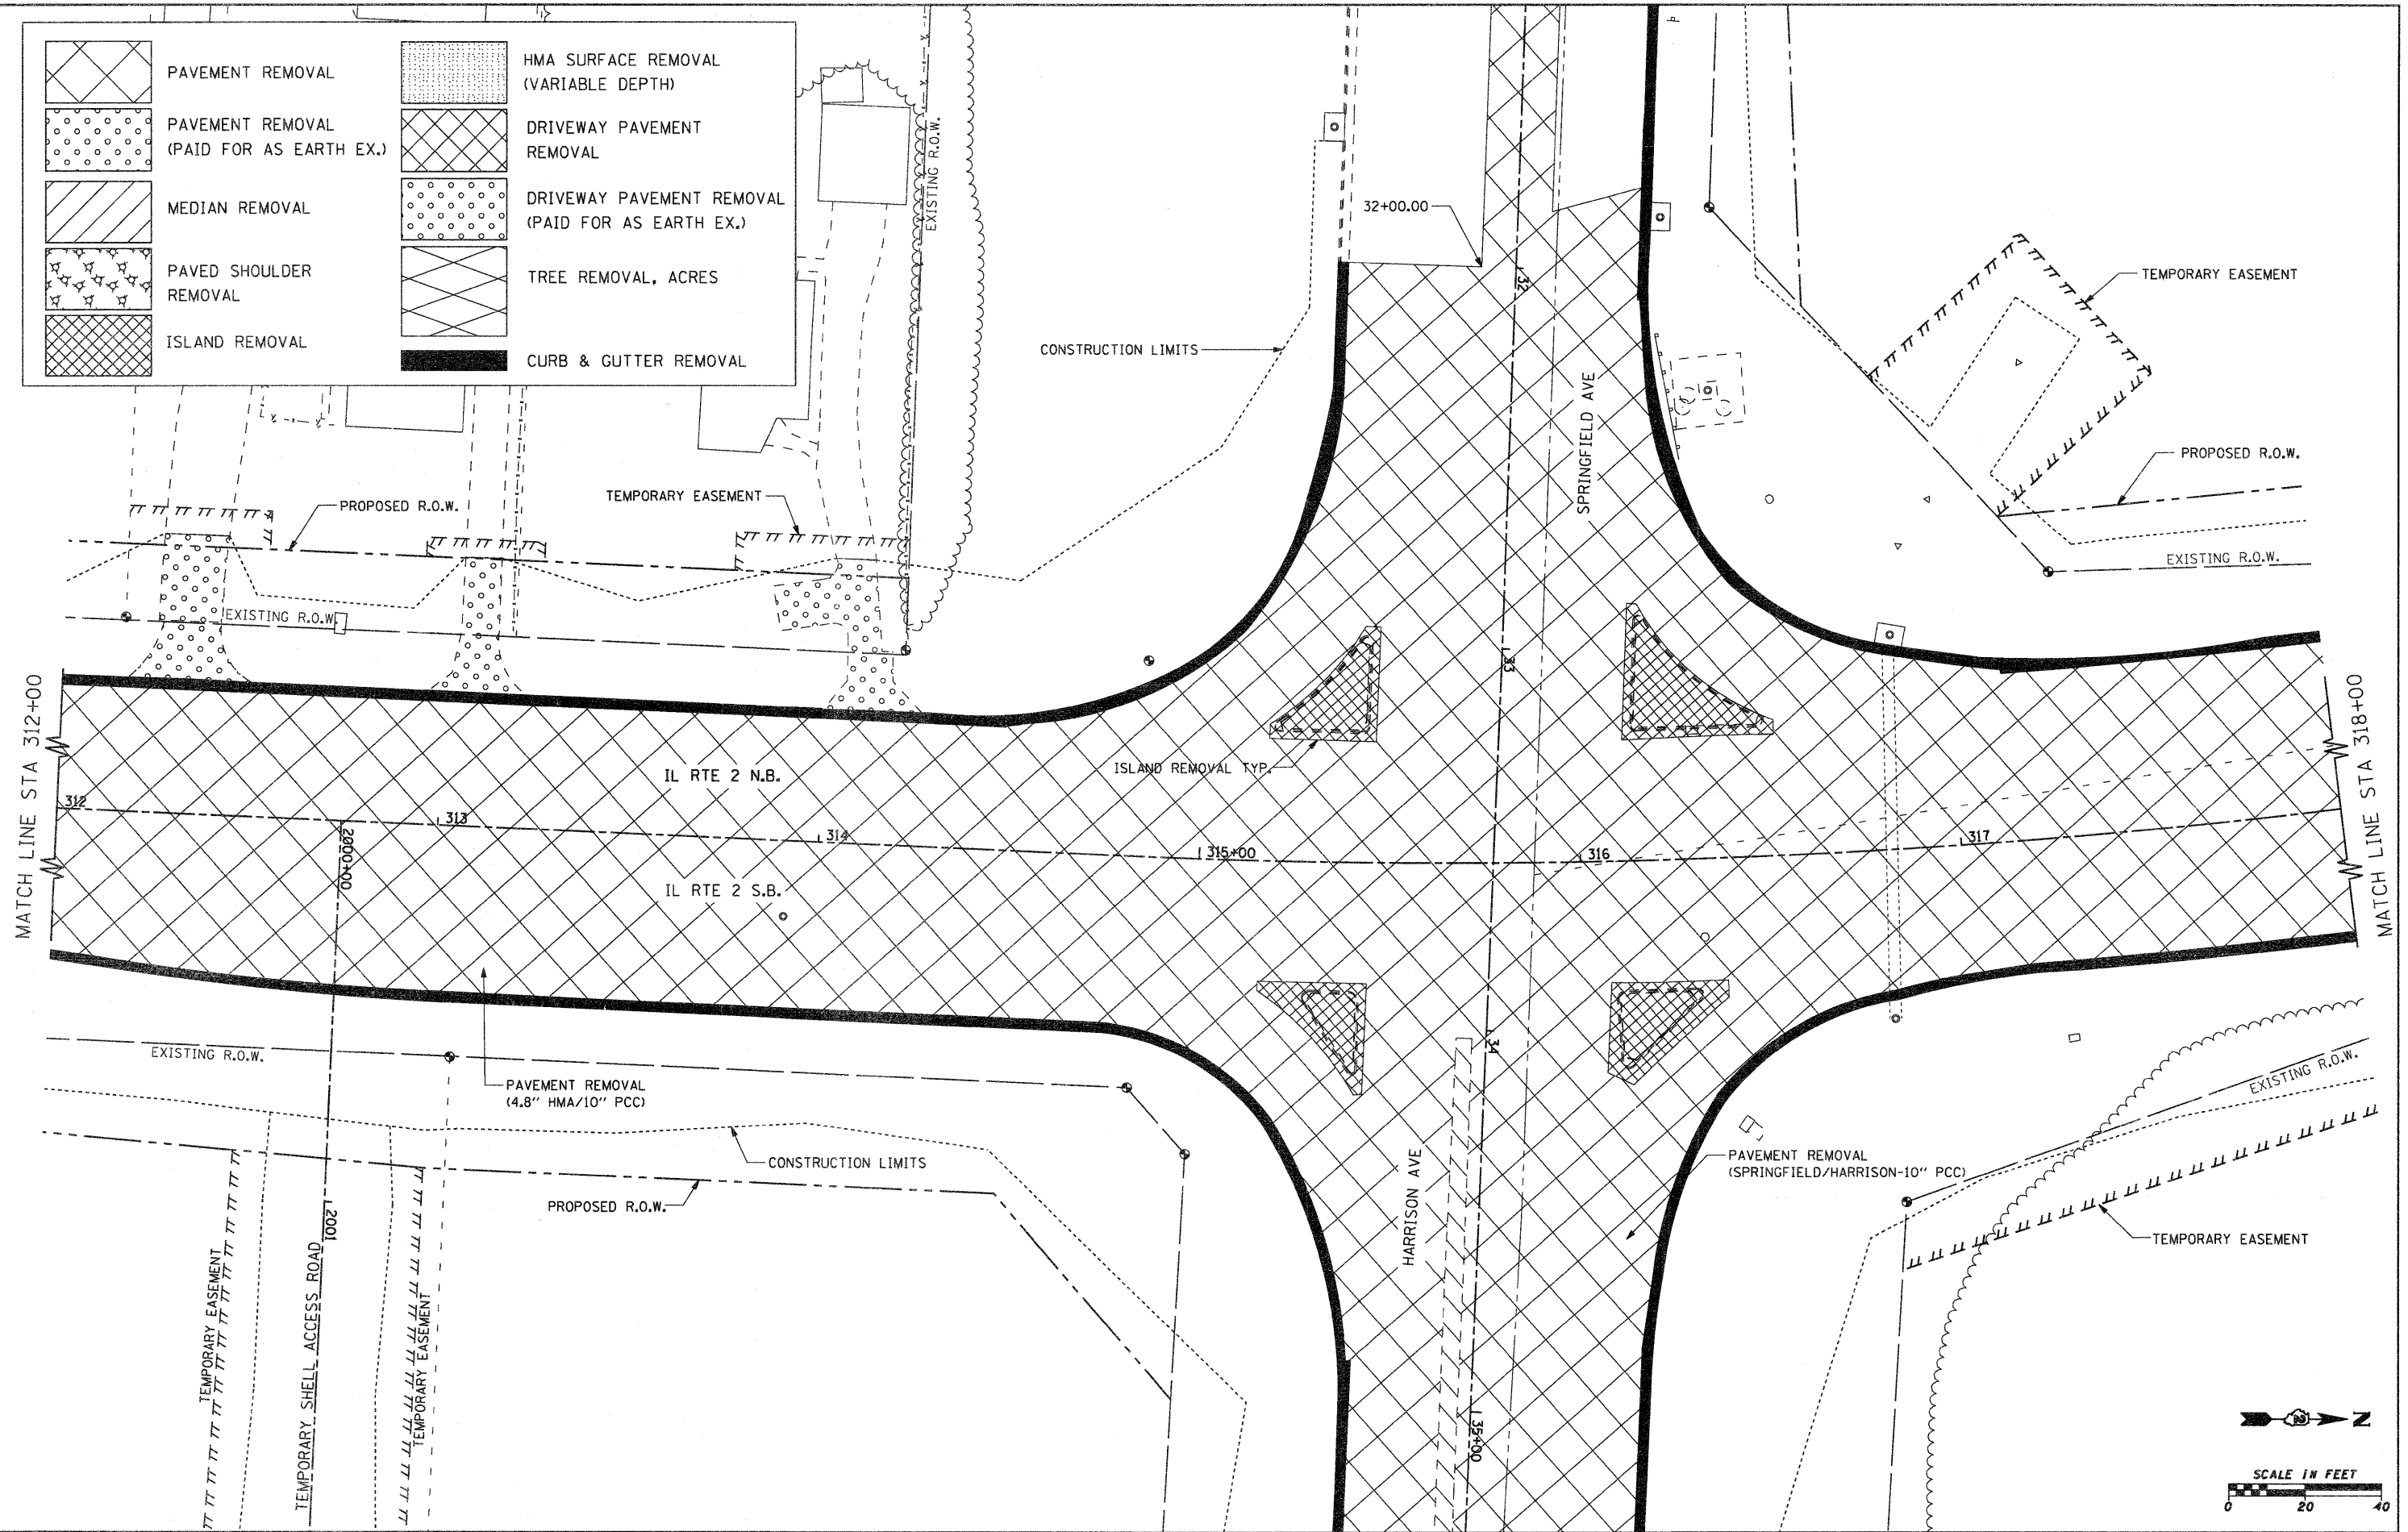 PAVEMENT REMOVAL
PAVEMENT REMOVAL
(PAID FOR AS EARTH EX.)
MEDIAN REMOVAL
PAVED SHOULDER
REMOVAL
ISLAND REMOVAL
HMA SURFACE REMOVAL
(VARIABLE DEPTH)
DRIVEWAY PAVEMENT
REMOVAL
DRIVEWAY PAVEMENT REMOVAL
(PAID FOR AS EARTH EX.)
TREE REMOVAL, ACRES
CURB & GUTTER REMOVAL
EXISTING R.O.W.
32+00.00
32
CONSTRUCTION LIMITS
SPRINGFIELD AVE
TEMPORARY EASEMENT
PROPOSED R.O.W.
EXISTING R.O.W.
PROPOSED R.O.W.
TEMPORARY EASEMENT
EXISTING R.O.W.
33
MATCH LINE STA 312+00
MATCH LINE STA 318+00
IL RTE 2 N.B.
ISLAND REMOVAL TYP.
312
313
314
315+00
316
317
2000+00
IL RTE 2 S.B.
EXISTING R.O.W.
34
PAVEMENT REMOVAL
(4.8" HMA/10" PCC)
CONSTRUCTION LIMITS
PROPOSED R.O.W.
HARRISON AVE
PAVEMENT REMOVAL
(SPRINGFIELD/HARRISON-10" PCC)
EXISTING R.O.W.
TEMPORARY EASEMENT
2001
TEMPORARY EASEMENT
TEMPORARY SHELL ACCESS ROAD
TEMPORARY EASEMENT
35+00
2
N
SCALE IN FEET
0 20 40